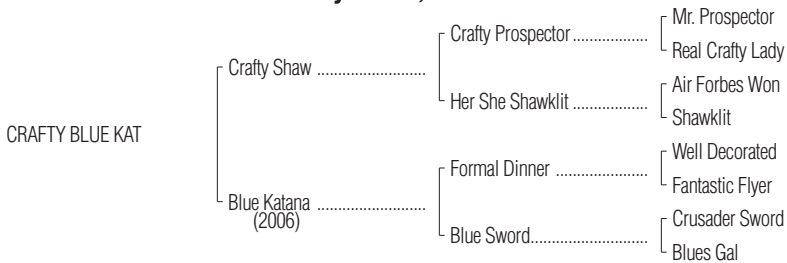 Mr. Prospector
Crafty Prospector .................
Real Crafty Lady
Crafty Shaw .........................
Air Forbes Won
Her She Shawklit .................
Shawklit
CRAFTY BLUE KAT
Well Decorated
Formal Dinner .....................
Fantastic Flyer
Blue Katana .........................
(2006)
Crusader Sword
Blue Sword...........................
Blues Gal